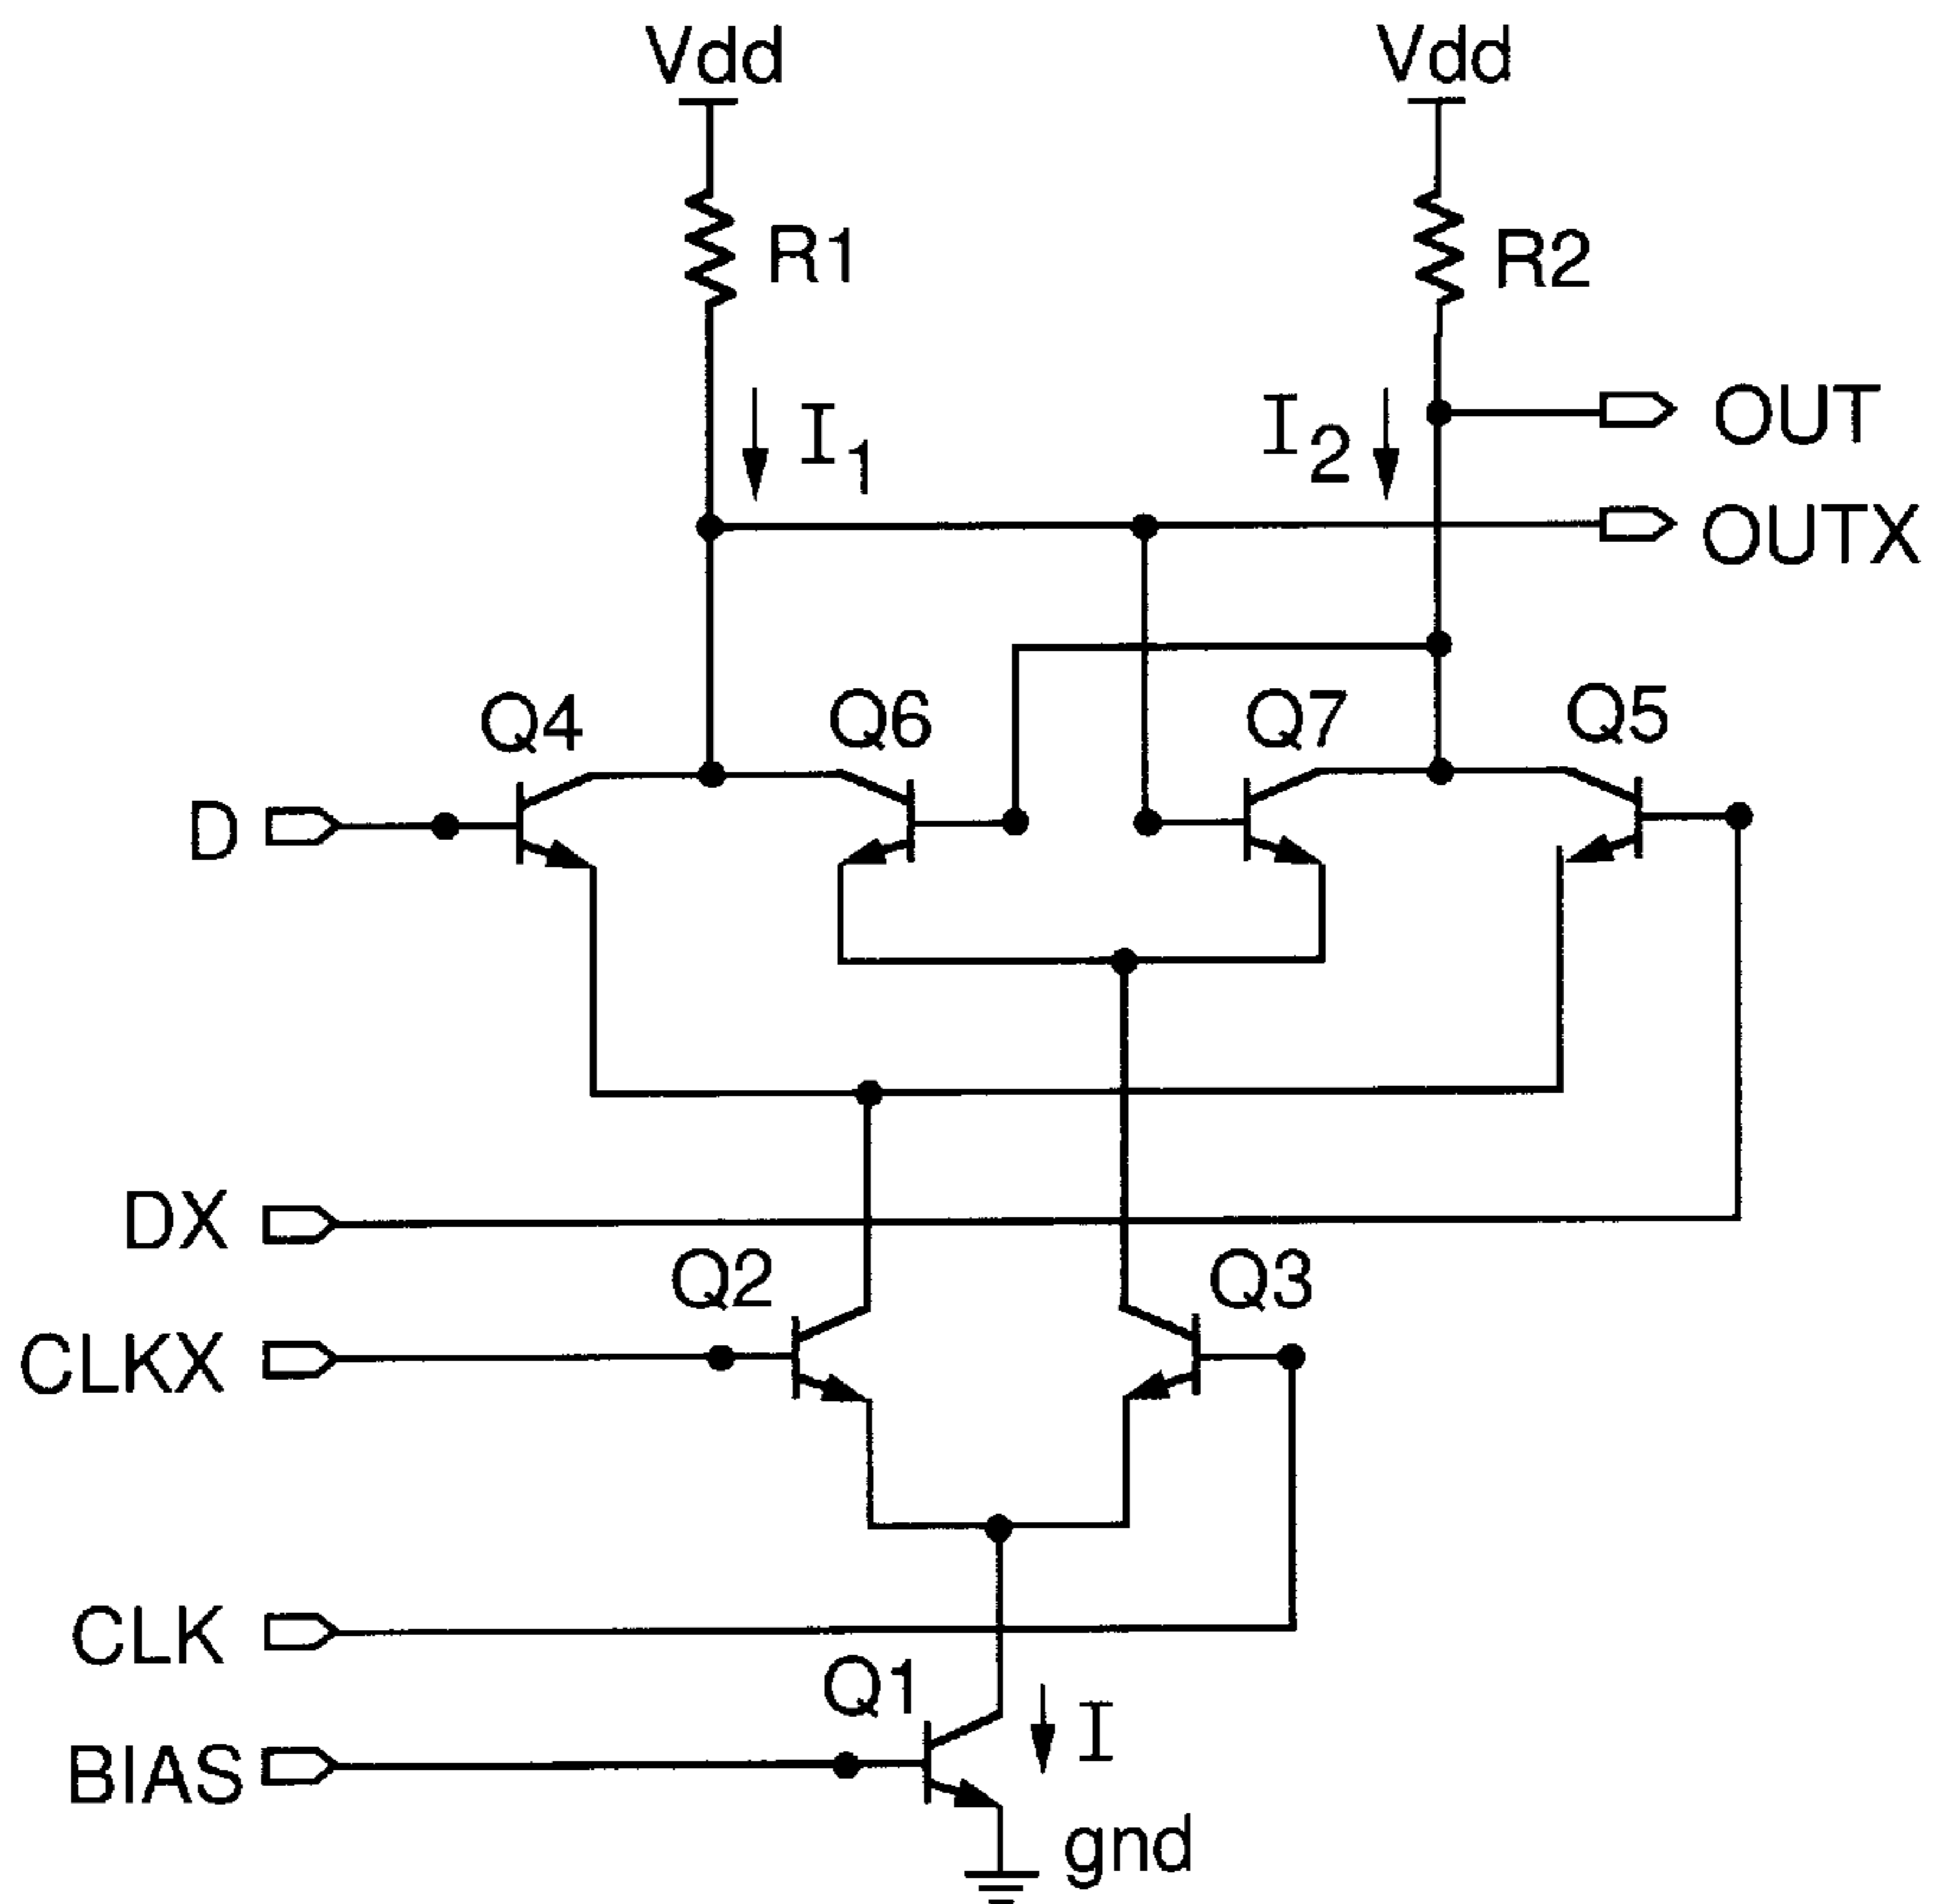 Vdd
Vdd
R1
R2
I1
I2
OUT
OUTX
Q4
Q6
Q7
Q5
D
DX
Q2
Q3
CLKX
CLK
Q1
I
BIAS
gnd